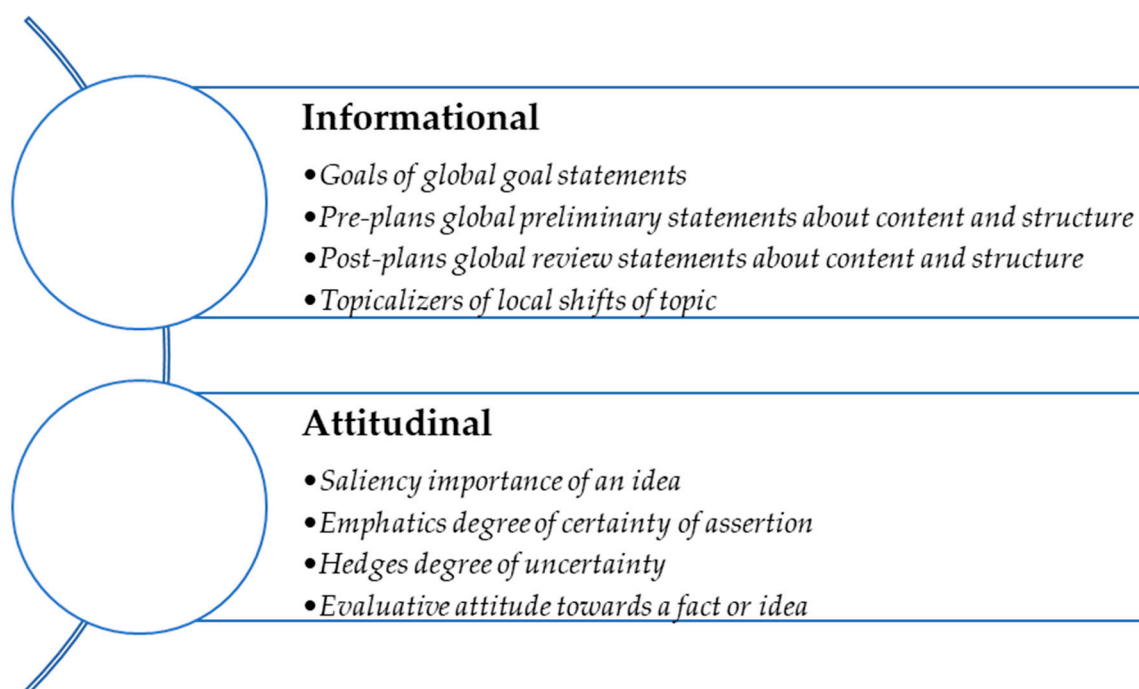 Informational
•Goals of global goal statements
•Pre-plans global preliminary statements about content and structure
•Post-plans global review statements about content and structure
•Topicalizers of local shifts of topic
Attitudinal
•Saliency importance of an idea
•Emphatics degree of certainty of assertion
•Hedges degree of uncertainty
•Evaluative attitude towards a fact or idea